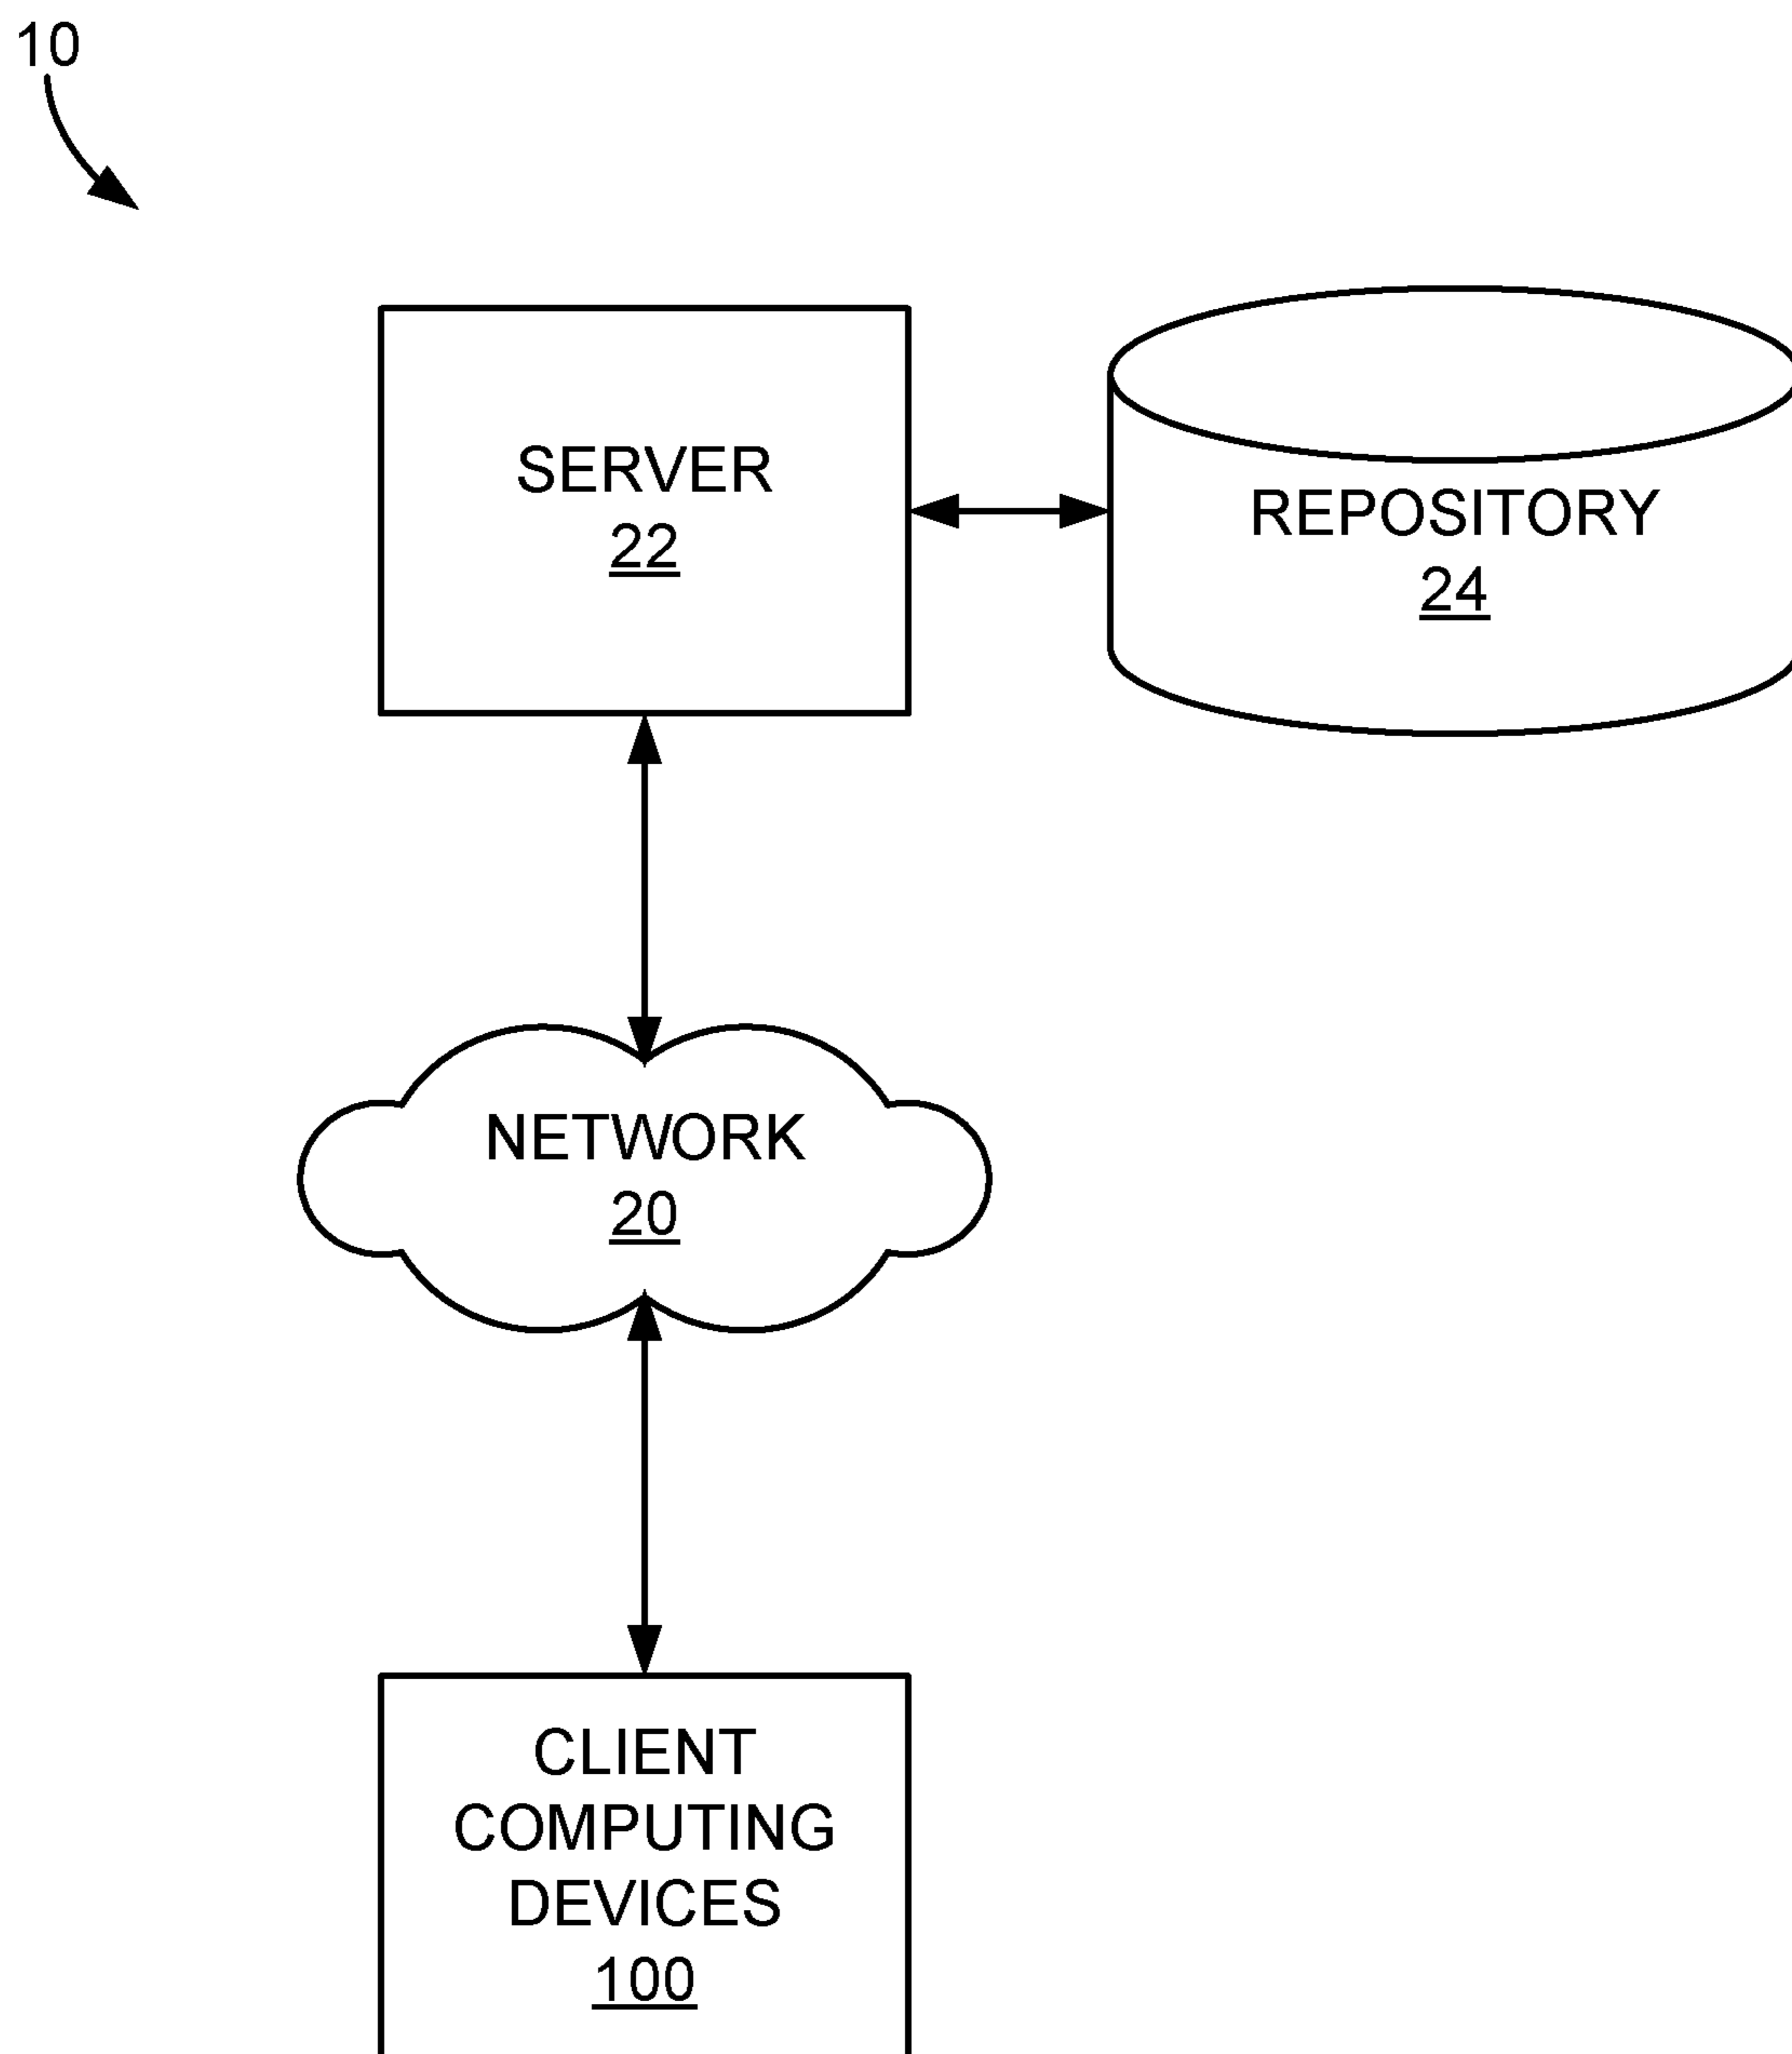 10
SERVER
22
REPOSITORY
24
NETWORK
20
CLIENT
COMPUTING
DEVICES
100